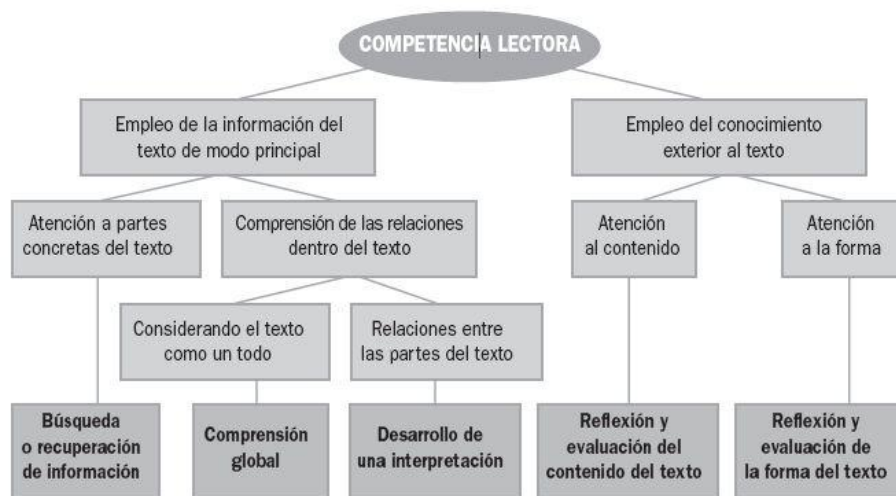 COMPETENCIA LECTORA
Empleo de la información del
texto de modo principal
Empleo del conocimiento
exterior al texto
Atención a partes
concretas del texto
Comprensión de las relaciones
dentro del texto
Atención
al contenido
Atención
a la forma
Considerando el texto
como un todo
Relaciones entre
las partes del texto
Búsqueda
o recuperación
de información
Comprensión
global
Desarrollo de
una interpretación
Reflexión y
evaluación del
contenido del texto
Reflexión y
evaluación de
la forma del texto